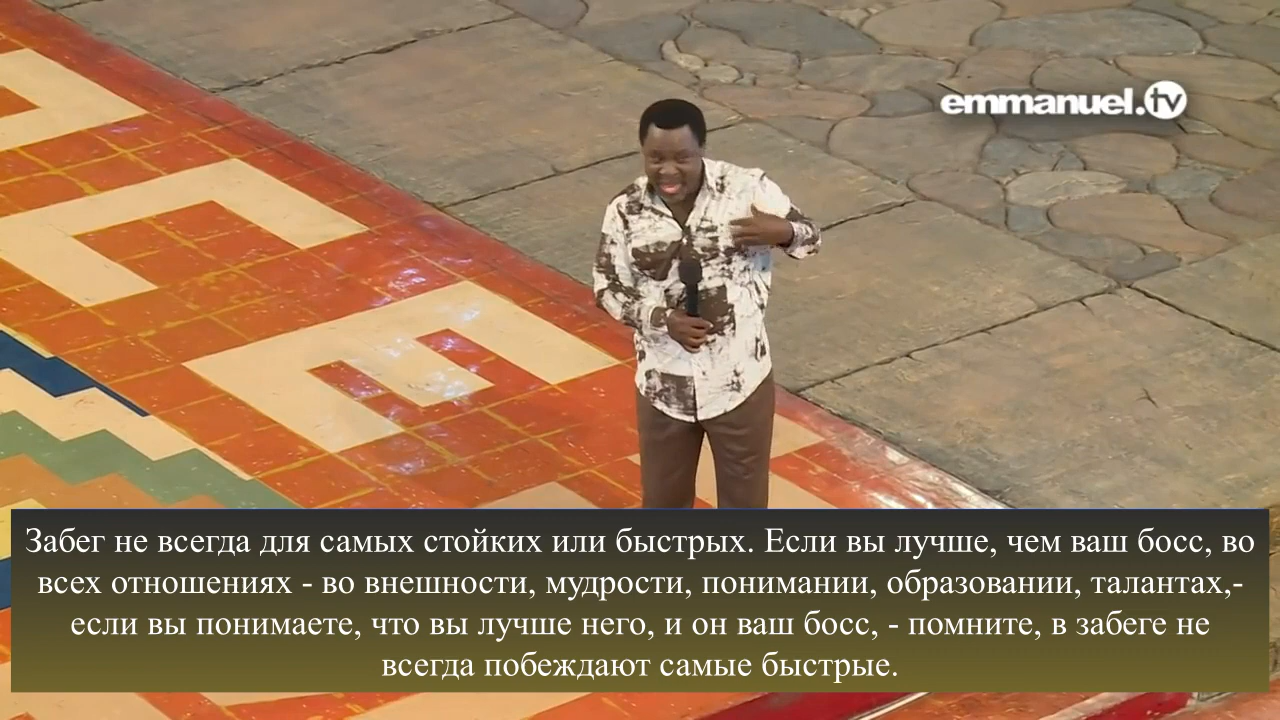 emmanuel.tv
Забег не всегда для самых стойких или быстрых. Если вы лучше, чем ваш босс, во
всех отношениях - во внешности, мудрости, понимании, образовании, талантах,-
если вы понимаете, что вы лучше него, и он ваш босс, - помните, в забеге не
всегда побеждают самые быстрые.